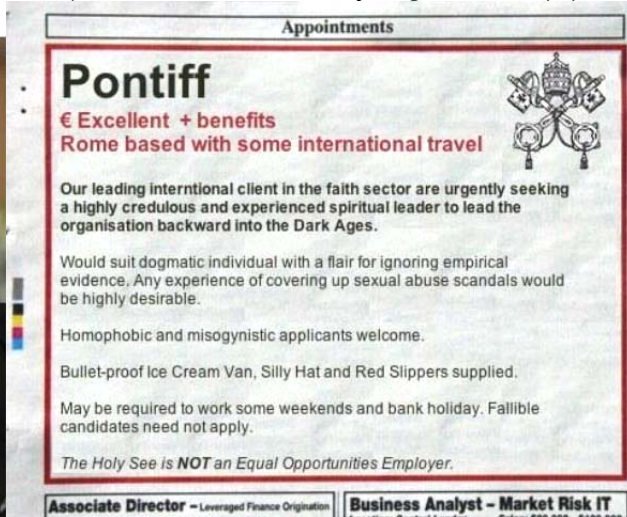 Appointments
Pontiff
€ Excellent + benefits
Rome based with some international travel
Our leading interntional client in the faith sector are urgently seeking
a highly credulous and experienced spiritual leader to lead the
organisation backward into the Dark Ages.
Would suit dogmatic individual with a flair for ignoring empirical
evidence. Any experience of covering up sexual abuse scandals would
be highly desirable.
Homophobic and misogynistic applicants welcome.
Bullet-proof Ice Cream Van, Silly Hat and Red Slippers supplied.
May be required to work some weekends and bank holiday. Fallible
candidates need not apply.
The Holy See is NOT an Equal Opportunities Employer.
Associate Director – Leveraged Finance Origination
Business Analyst – Market Risk IT